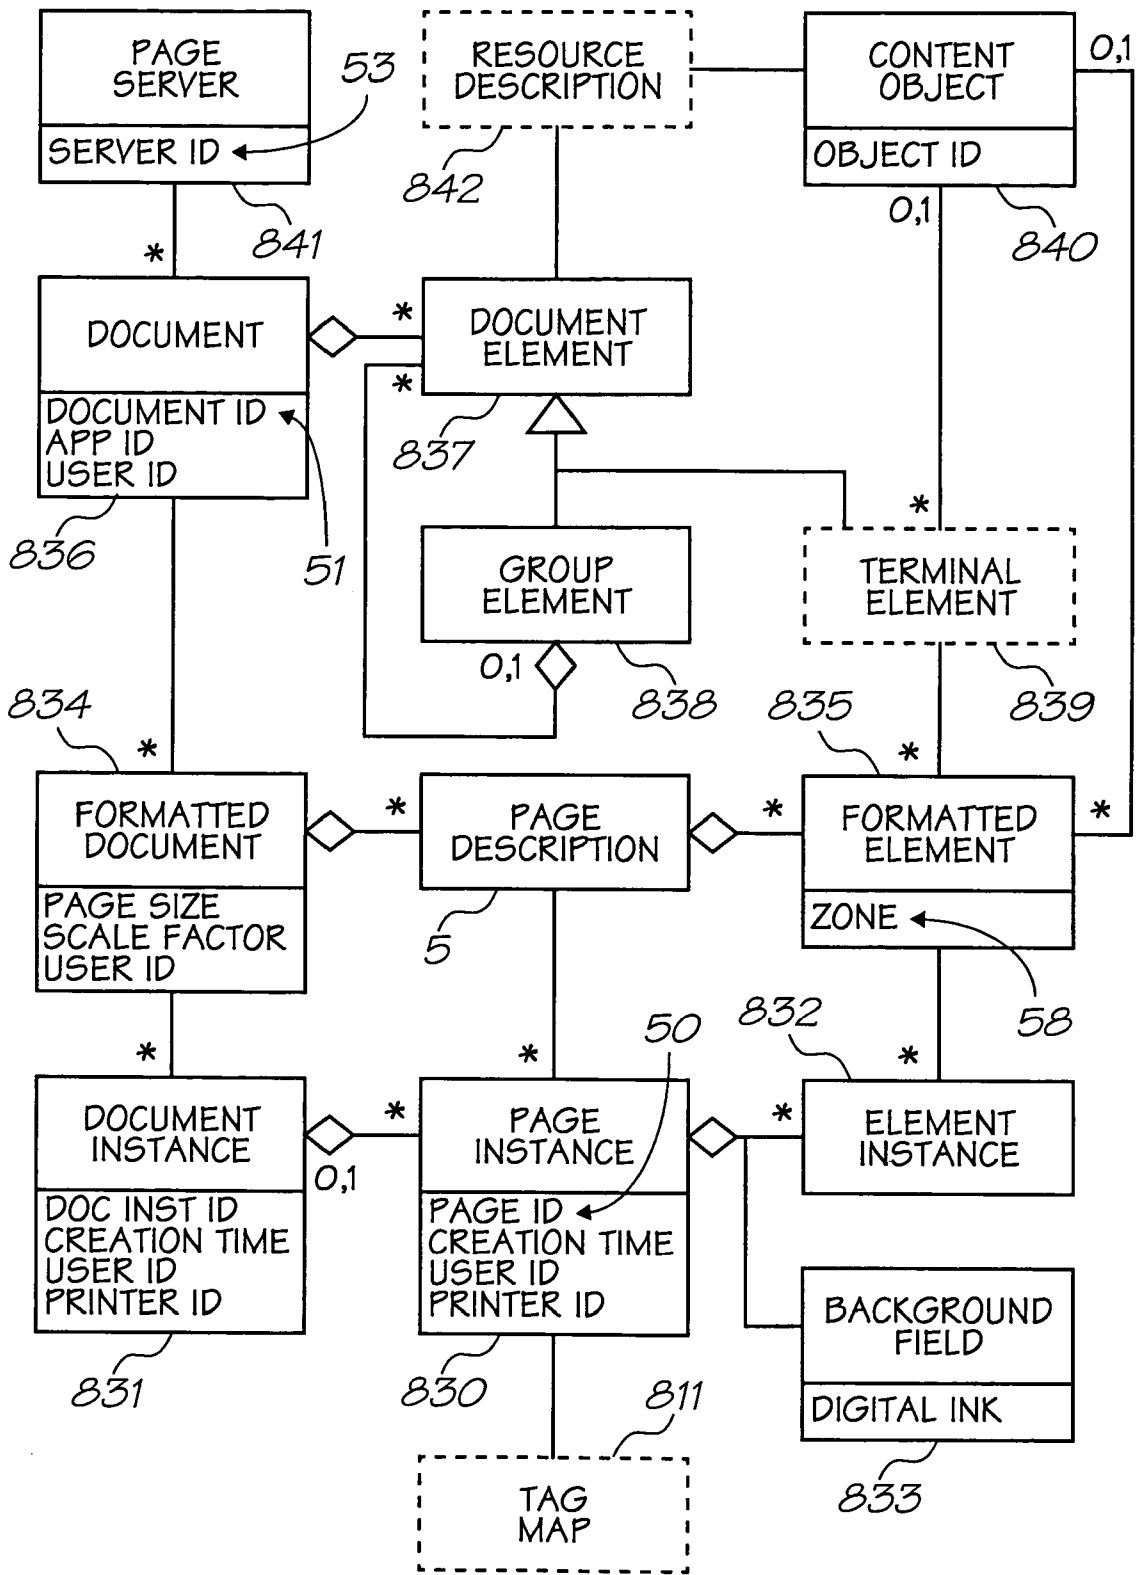 PAGE
SERVER
SERVER ID
53
841
*
RESOURCE
DESCRIPTION
842
CONTENT
OBJECT
OBJECT ID
0,1
0,1
840
DOCUMENT
DOCUMENT ID
APP ID
USER ID
836
51
*
*
DOCUMENT
ELEMENT
837
GROUP
ELEMENT
0,1
838
*
TERMINAL
ELEMENT
839
834
*
FORMATTED
DOCUMENT
PAGE SIZE
SCALE FACTOR
USER ID
*
PAGE
DESCRIPTION
5
835
*
*
*
FORMATTED
ELEMENT
ZONE
58
*
DOCUMENT
INSTANCE
DOC INST ID
CREATION TIME
USER ID
PRINTER ID
831
0,1
*
*
50
PAGE
INSTANCE
PAGE ID
CREATION TIME
USER ID
PRINTER ID
830
832
*
*
ELEMENT
INSTANCE
BACKGROUND
FIELD
DIGITAL INK
833
811
TAG
MAP